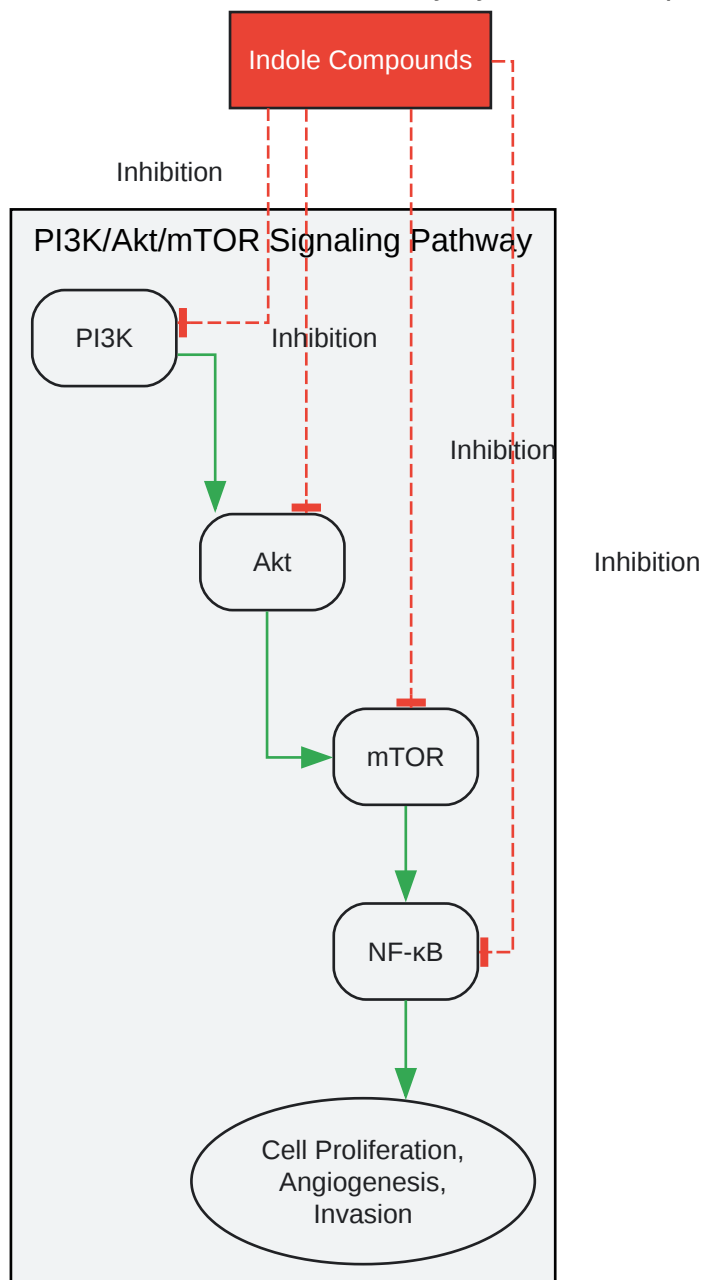 Indole Compounds
Inhibition
PI3K/Akt/mTOR Signaling Pathway
PI3K
Inhibition
Inhibition
Akt
Inhibition
mTOR
NF-κB
Cell Proliferation,
Angiogenesis,
Invasion